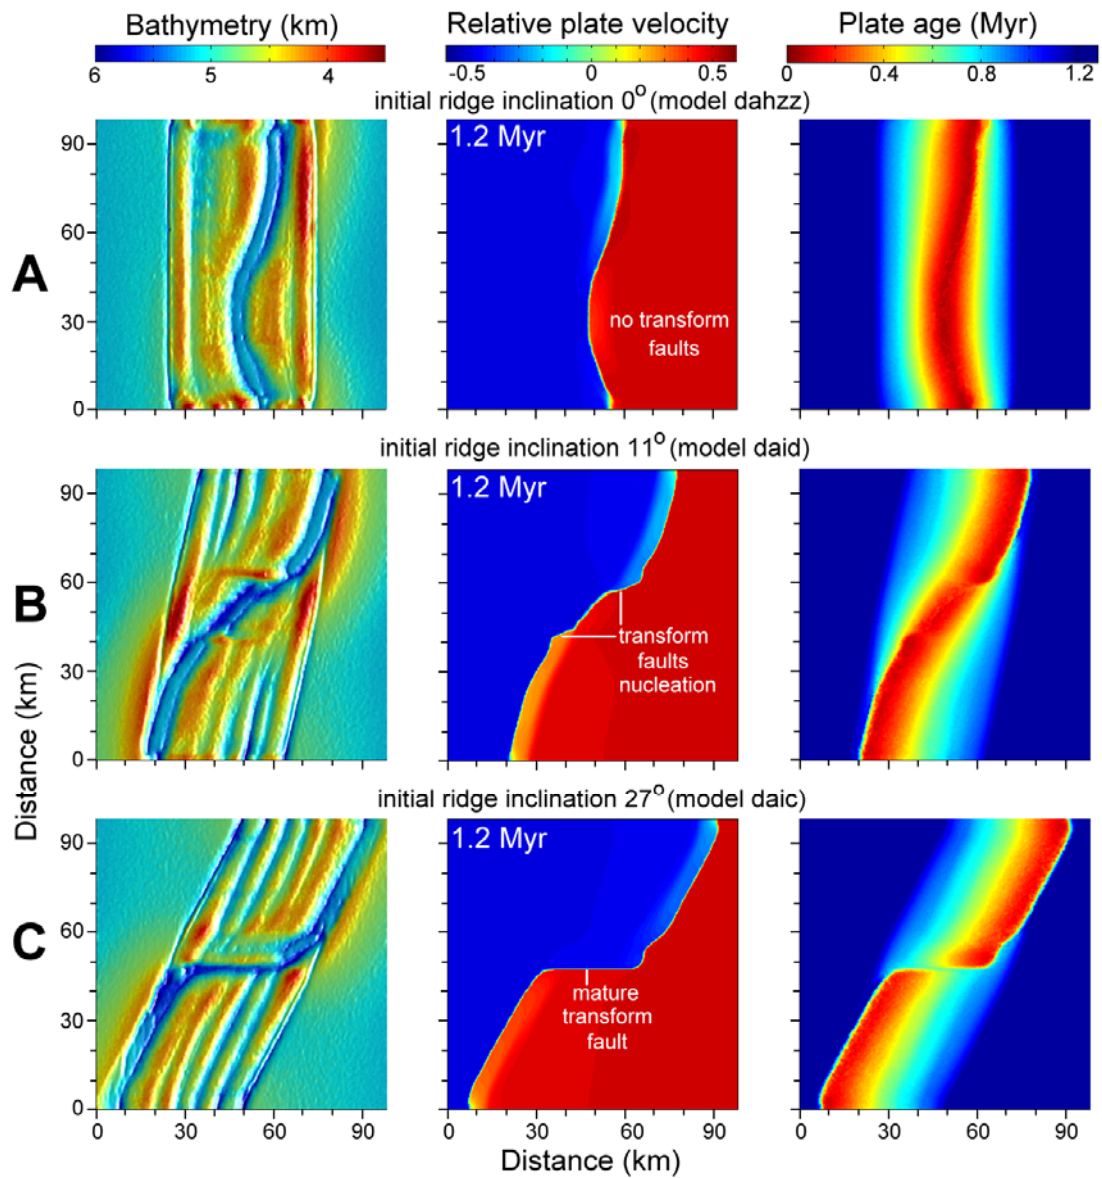 Bathymetry (km)
Relative plate velocity
Plate age (Myr)
6 5 4
-0.5 0 0.5
0 0.4 0.8 1.2
initial ridge inclination 0o (model dahzz)
A
90
60
30
0
1.2 Myr
no transform
faults
initial ridge inclination 11o (model daid)
B
90
60
30
0
1.2 Myr
transform
faults
nucleation
Distance (km)
initial ridge inclination 27o (model daic)
C
90
60
30
0
1.2 Myr
mature
transform
fault
0 30 60 90
0 30 60 90
0 30 60 90
Distance (km)